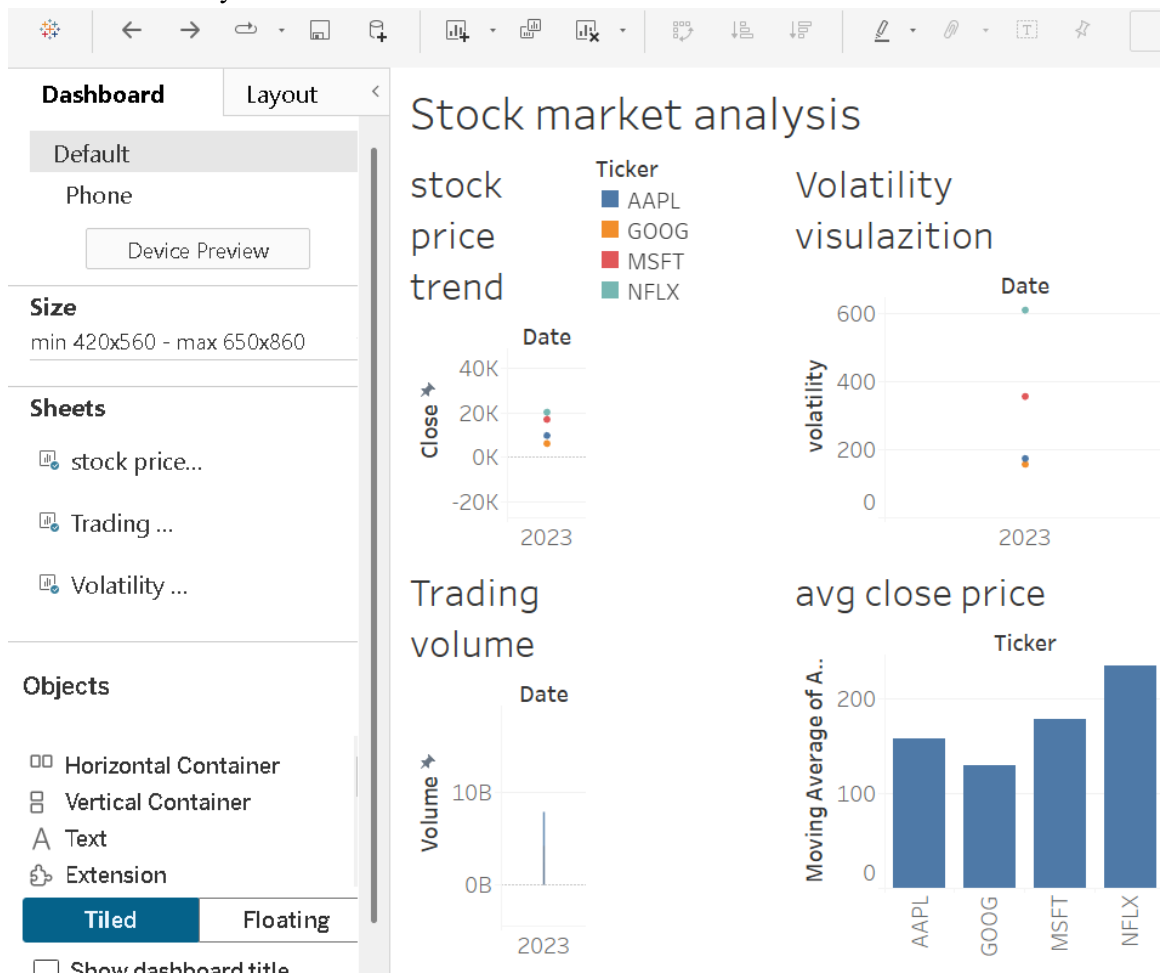 Dashboard
Layout
Default
Phone
Device Preview
Size
min 420x560 - max 650x860
Sheets
stock price...
Trading ...
Volatility ...
Objects
Horizontal Container
Vertical Container
Text
Extension
Tiled
Floating
Show dashboard title
Stock market analysis
stock
price
trend
Ticker
AAPL
GOOG
MSFT
NFLX
Date
Close
40K
20K
0K
-20K
2023
Volatility
visulazition
Date
volatility
600
400
200
0
2023
Trading
volume
Date
Volume
10B
0B
2023
avg close price
Ticker
Moving Average of A..
200
100
0
AAPL
GOOG
MSFT
NFLX